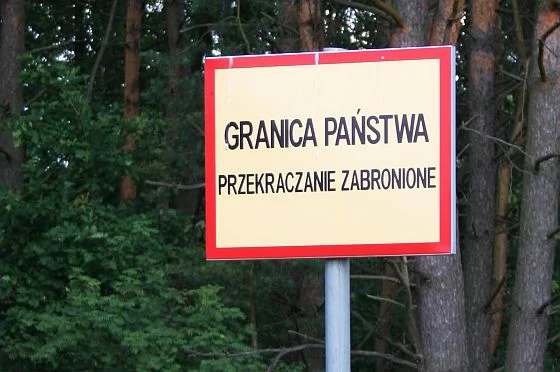 GRANICA PAŃSTWA
PRZEKRACZANIE ZABRONIONE